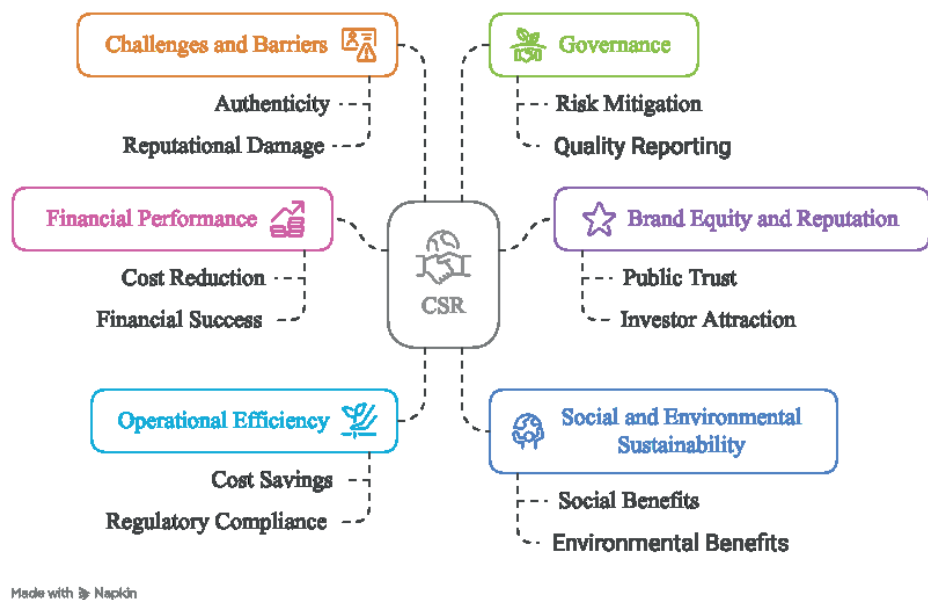 Challenges and Barriers
Authenticity
Reputational Damage
Governance
Risk Mitigation
Quality Reporting
Financial Performance
Cost Reduction
Financial Success
CSR
Brand Equity and Reputation
Public Trust
Investor Attraction
Operational Efficiency
Cost Savings
Regulatory Compliance
Social and Environmental
Sustainability
Social Benefits
Environmental Benefits
Made with Napkin